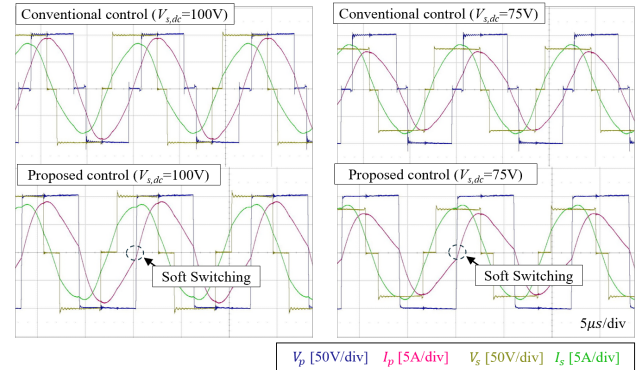 Conventional control (Vs,dc=100V)
Conventional control (Vs,dc=75V)
Proposed control (Vs,dc=100V)
Proposed control (Vs,dc=75V)
Soft Switching
Soft Switching
5μs/div
Vp [50V/div] Ip [5A/div] Vs [50V/div] Is [5A/div]